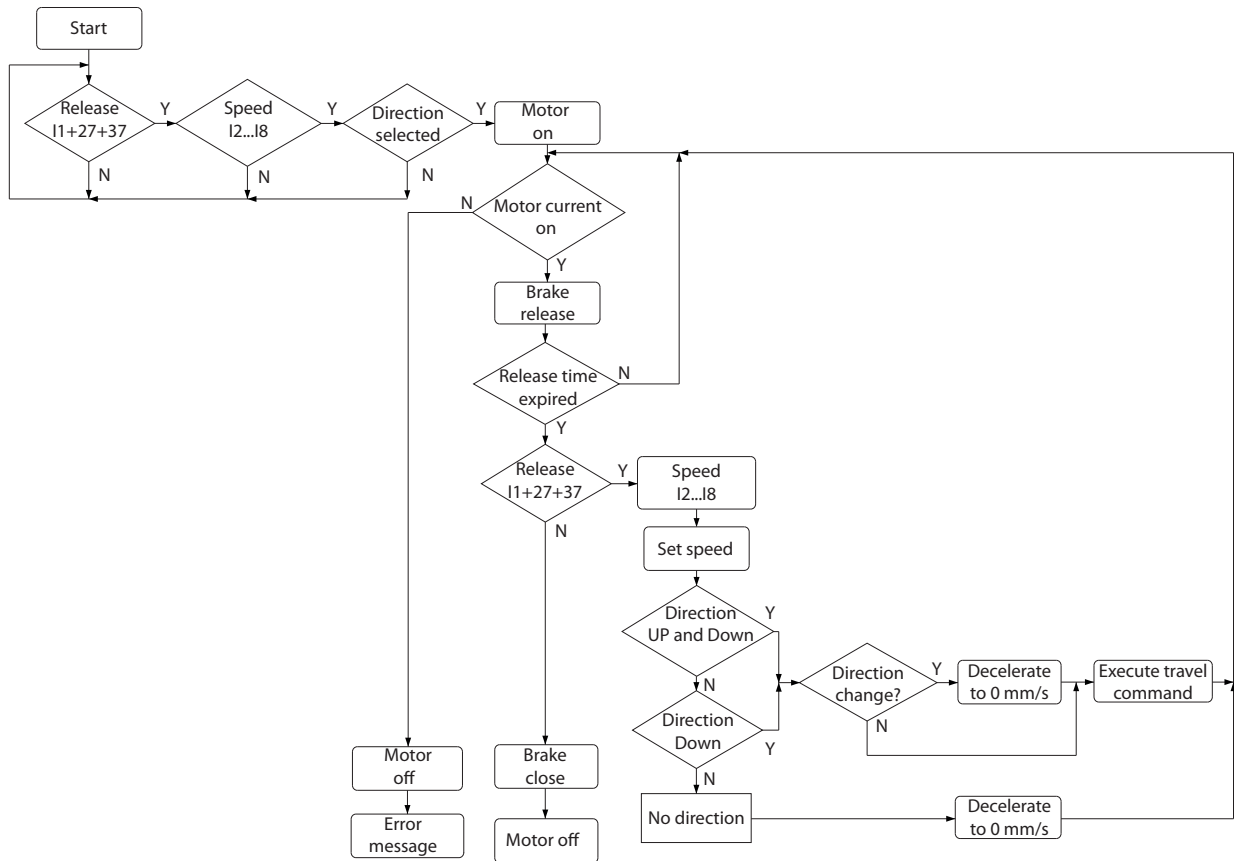 Start
Release
I1+27+37
Y
N
Speed
I2...I8
Y
N
Direction
selected
Y
N
Motor
on
Motor current
on
N
Y
Brake
release
Release time
expired
N
Y
Release
I1+27+37
Y
N
Speed
I2...I8
Set speed
Direction
UP and Down
Y
N
Direction
Down
Y
N
Direction
change?
Y
N
Decelerate
to 0 mm/s
Execute travel
command
No direction
Decelerate
to 0 mm/s
Motor
off
Error
message
Brake
close
Motor off